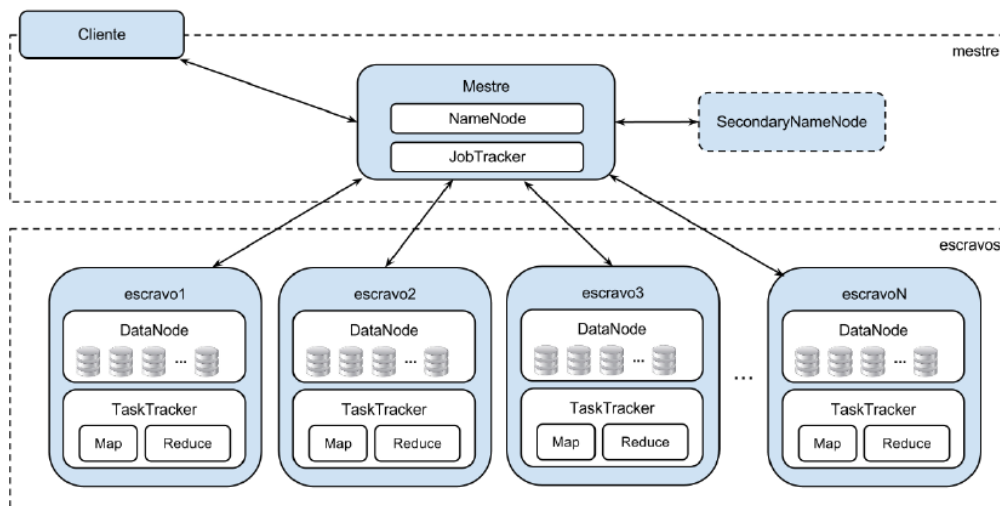 Cliente
mestre
Mestre
NameNode
JobTracker
SecondaryNameNode
escravos
escravo1
DataNode
...
TaskTracker
Map
Reduce
escravo2
DataNode
...
TaskTracker
Map
Reduce
escravo3
DataNode
...
TaskTracker
Map
Reduce
...
escravoN
DataNode
...
TaskTracker
Map
Reduce